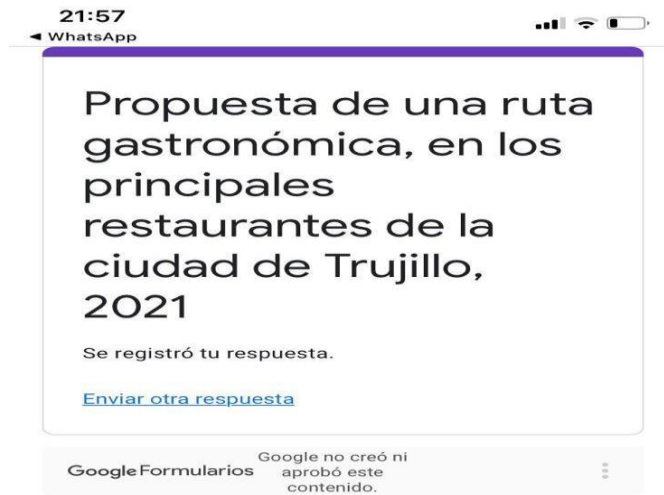 21:57
◄ WhatsApp
Propuesta de una ruta
gastronómica, en los
principales
restaurantes de la
ciudad de Trujillo,
2021
Se registró tu respuesta.
Enviar otra respuesta
Google Formularios
Google no creó ni
aprobó este
contenido.